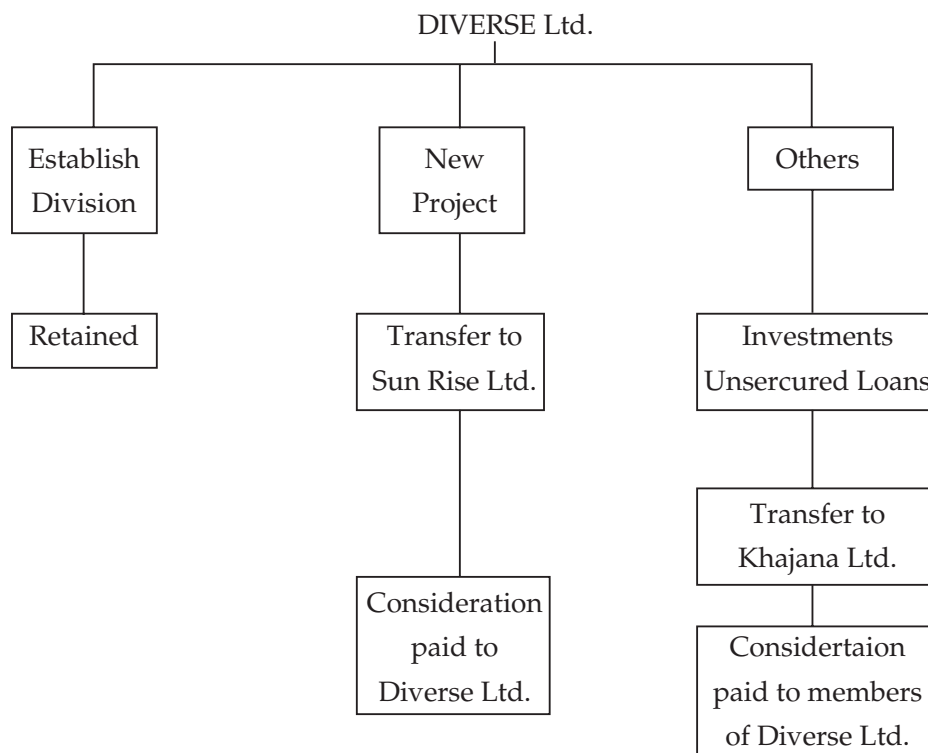 DIVERSE Ltd.
Establish
Division
Retained
New
Project
Transfer to
Sun Rise Ltd.
Consideration
paid to
Diverse Ltd.
Others
Investments
Unsercured Loans
Transfer to
Khajana Ltd.
Considertaion
paid to members
of Diverse Ltd.